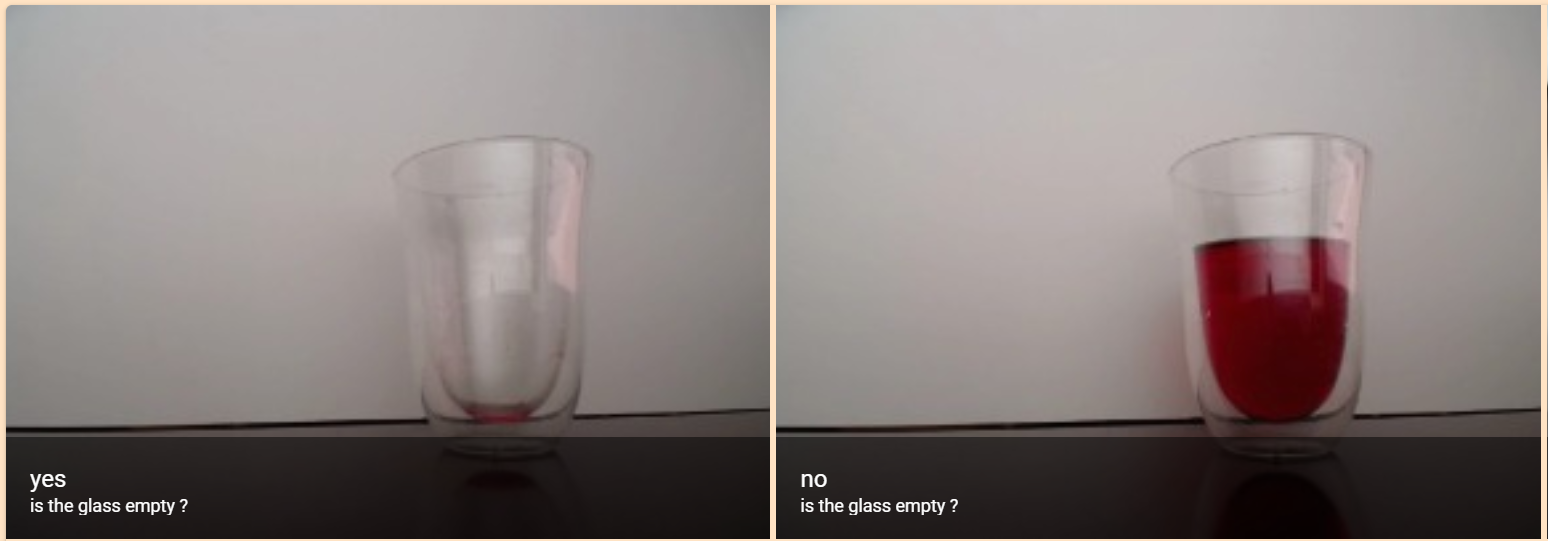 yes
is the glass empty ?
no
is the glass empty ?